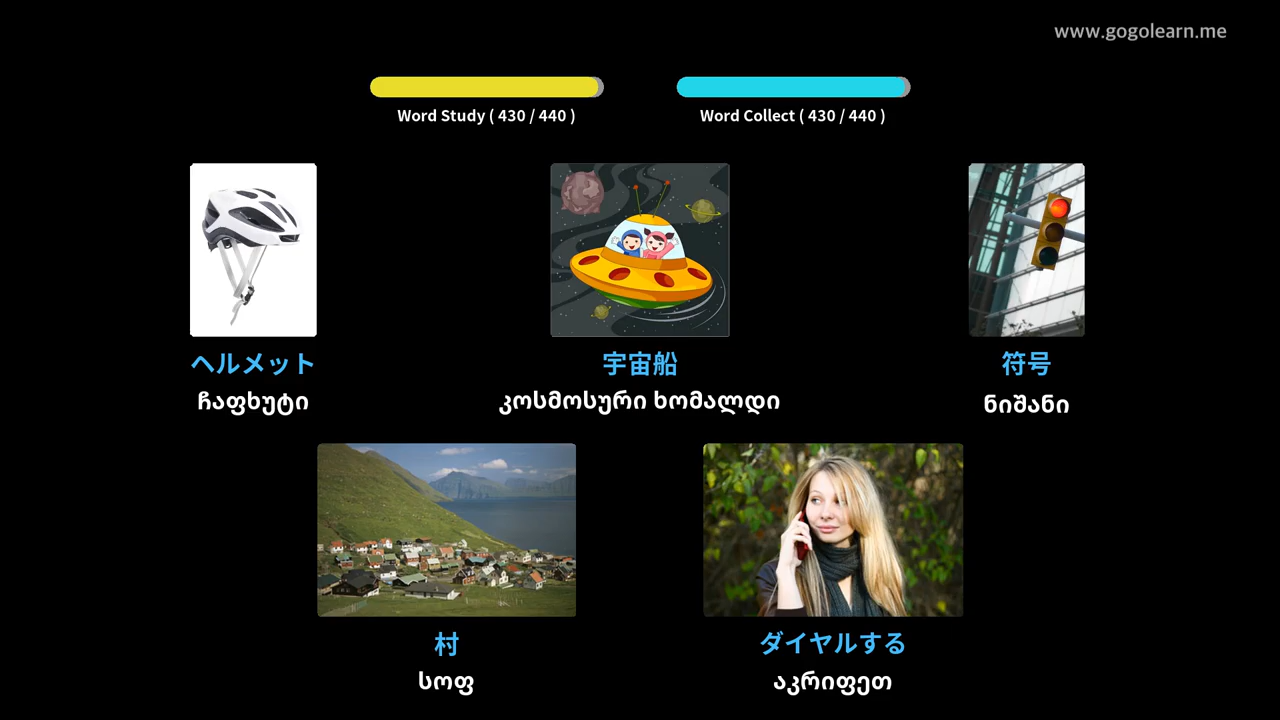 www.gogolearn.me
Word Study ( 430 / 440 )
Word Collect ( 430 / 440 )
ヘルメット
宇宙船
符号
ჩაფხუტი
კოსმოსური ხომალდი
ნიშანი
村
ダイヤルする
სოფ
აკრიფეთ